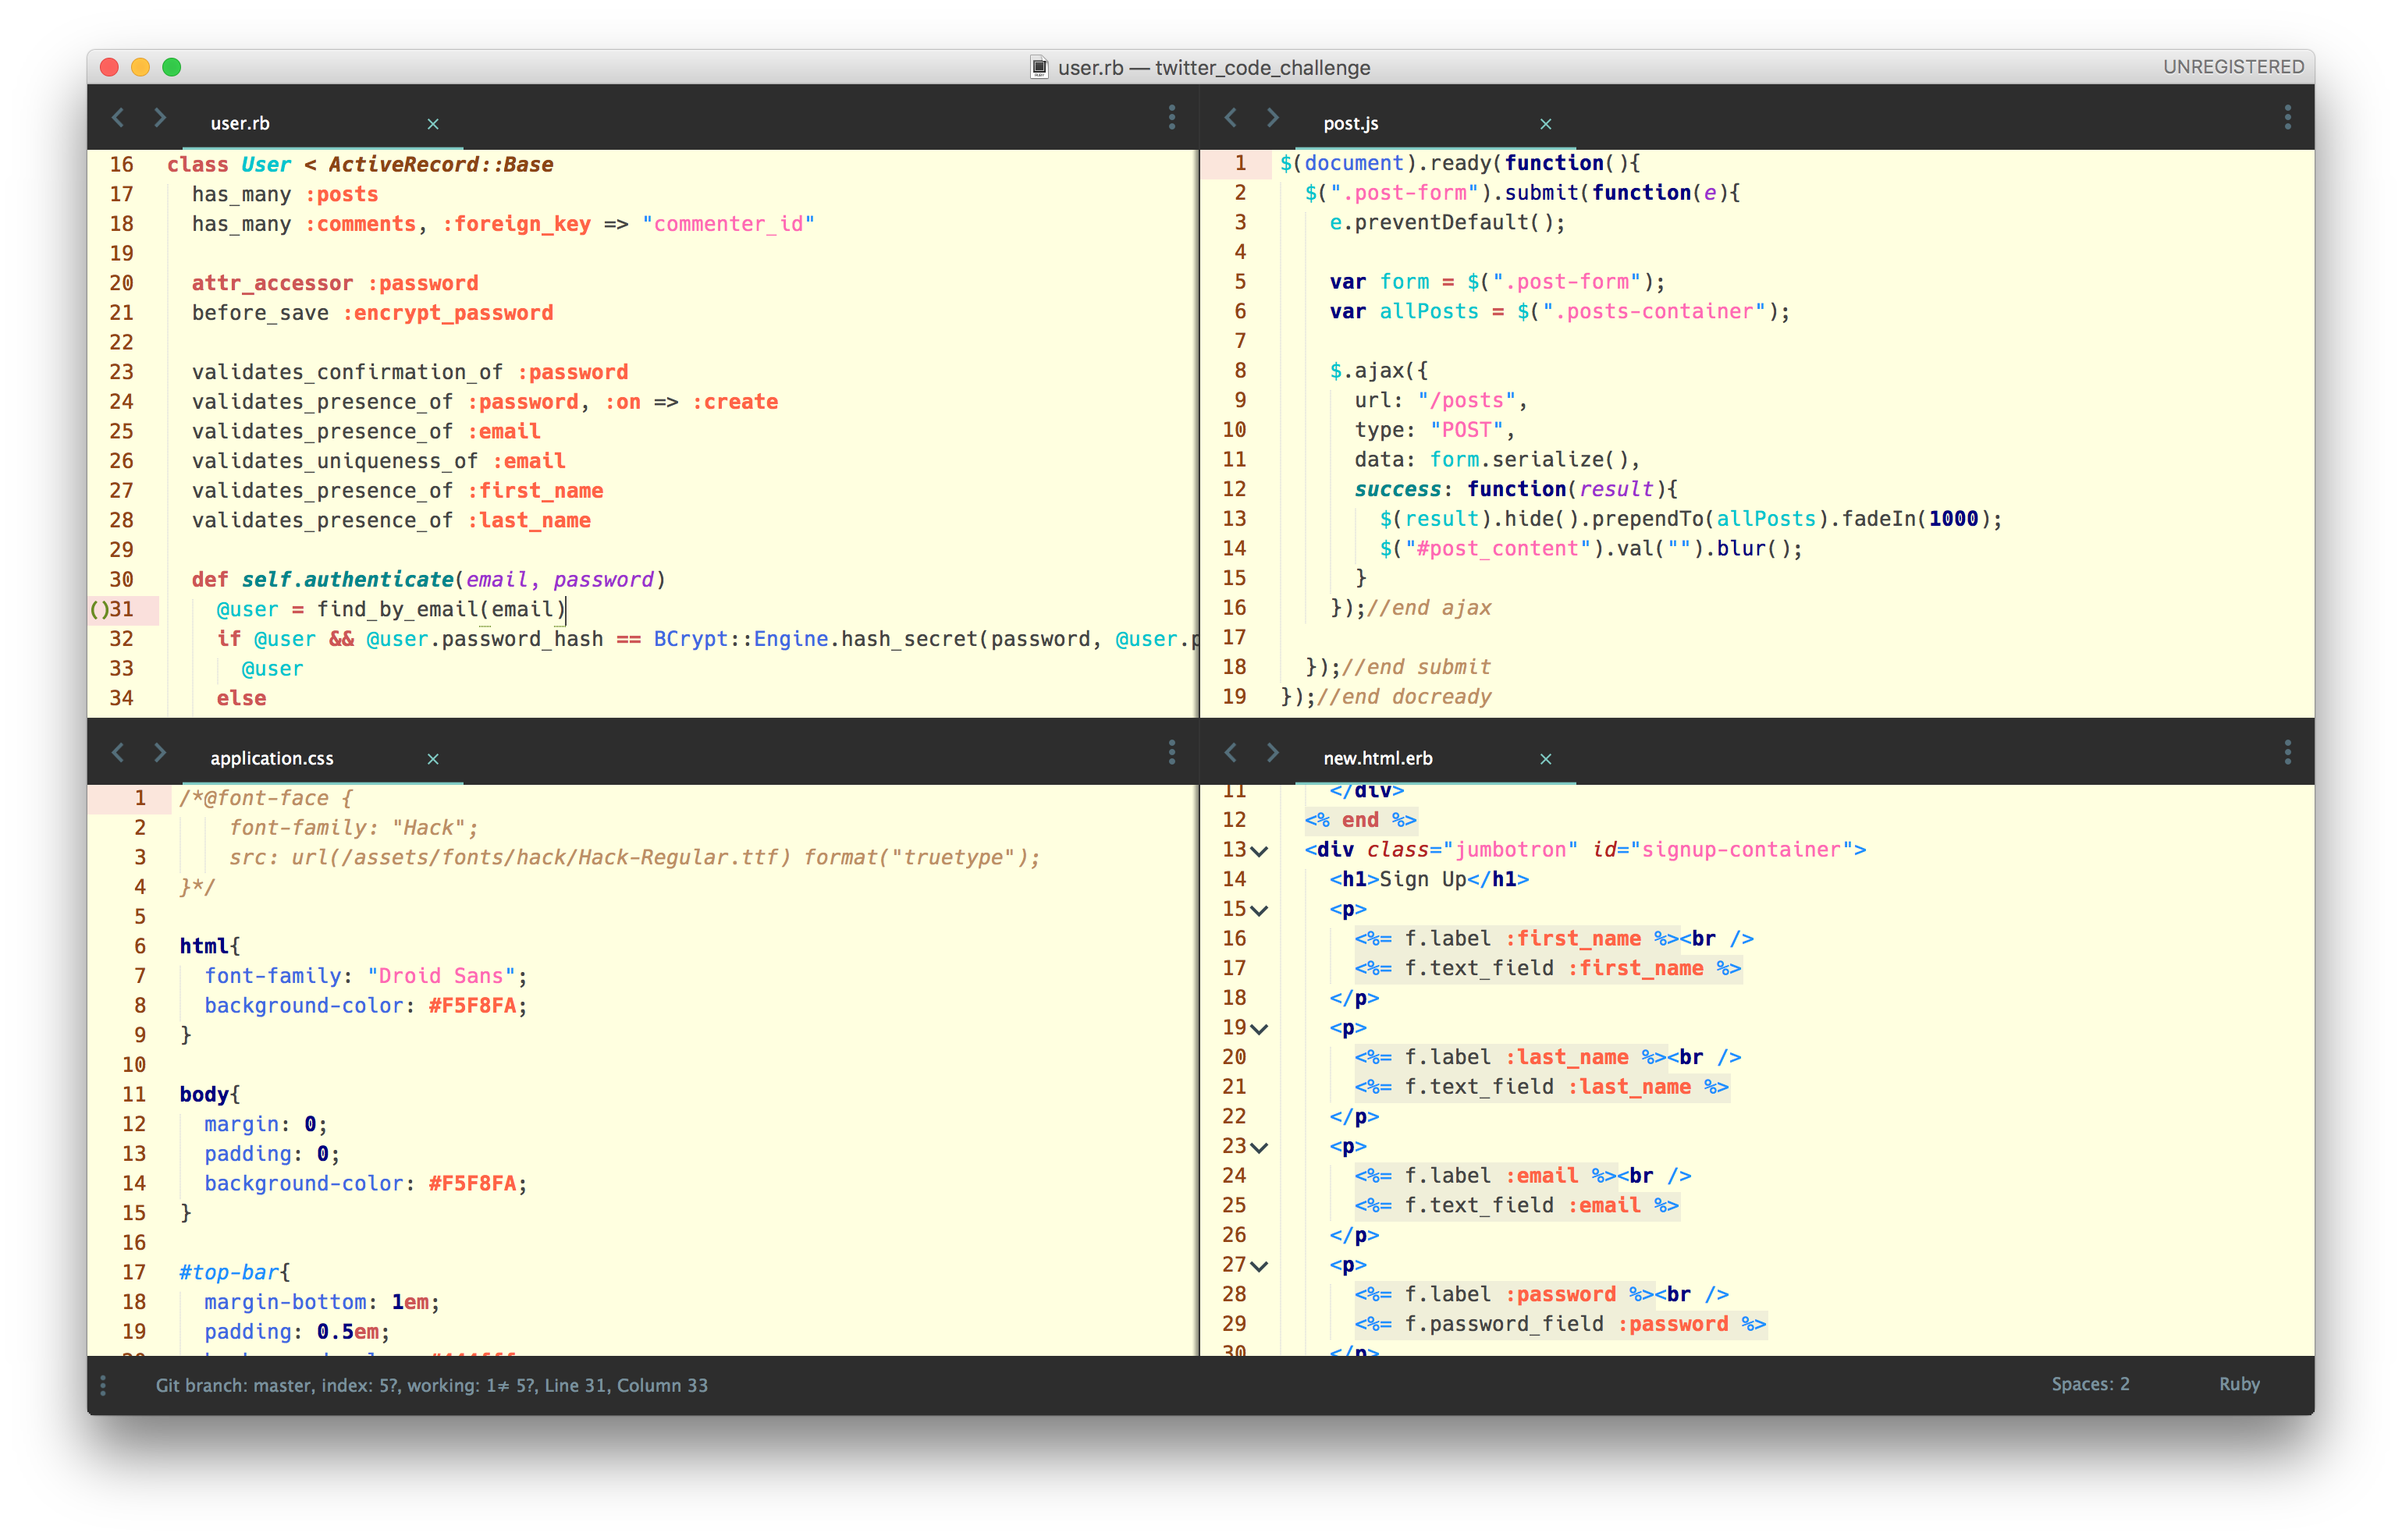 user.rb — twitter_code_challenge
UNREGISTERED
user.rb ×
16 class User < ActiveRecord::Base
17 has_many :posts
18 has_many :comments, :foreign_key => "commenter_id"
19
20 attr_accessor :password
21 before_save :encrypt_password
22
23 validates_confirmation_of :password
24 validates_presence_of :password, :on => :create
25 validates_presence_of :email
26 validates_uniqueness_of :email
27 validates_presence_of :first_name
28 validates_presence_of :last_name
29
30 def self.authenticate(email, password)
()31 @user = find_by_email(email)
32 if @user && @user.password_hash == BCrypt::Engine.hash_secret(password, @user.p
33 @user
34 else
post.js ×
1 $(document).ready(function(){
2 $(".post-form").submit(function(e){
3 e.preventDefault();
4
5 var form = $(".post-form");
6 var allPosts = $(".posts-container");
7
8 $.ajax({
9 url: "/posts",
10 type: "POST",
11 data: form.serialize(),
12 success: function(result){
13 $(result).hide().prependTo(allPosts).fadeIn(1000);
14 $("#post_content").val("").blur();
15 }
16 });//end ajax
17
18 });//end submit
19 });//end docready
application.css ×
1 /*@font-face {
2 font-family: "Hack";
3 src: url(/assets/fonts/hack/Hack-Regular.ttf) format("truetype");
4 }*/
5
6 html{
7 font-family: "Droid Sans";
8 background-color: #F5F8FA;
9 }
10
11 body{
12 margin: 0;
13 padding: 0;
14 background-color: #F5F8FA;
15 }
16
17 #top-bar{
18 margin-bottom: 1em;
19 padding: 0.5em;
new.html.erb ×
11 </div>
12 <% end %>
13 <div class="jumbotron" id="signup-container">
14 <h1>Sign Up</h1>
15 <p>
16 <%= f.label :first_name %><br />
17 <%= f.text_field :first_name %>
18 </p>
19 <p>
20 <%= f.label :last_name %><br />
21 <%= f.text_field :last_name %>
22 </p>
23 <p>
24 <%= f.label :email %><br />
25 <%= f.text_field :email %>
26 </p>
27 <p>
28 <%= f.label :password %><br />
29 <%= f.password_field :password %>
30 </p>
Git branch: master, index: 5?, working: 1≠ 5?, Line 31, Column 33
Spaces: 2
Ruby